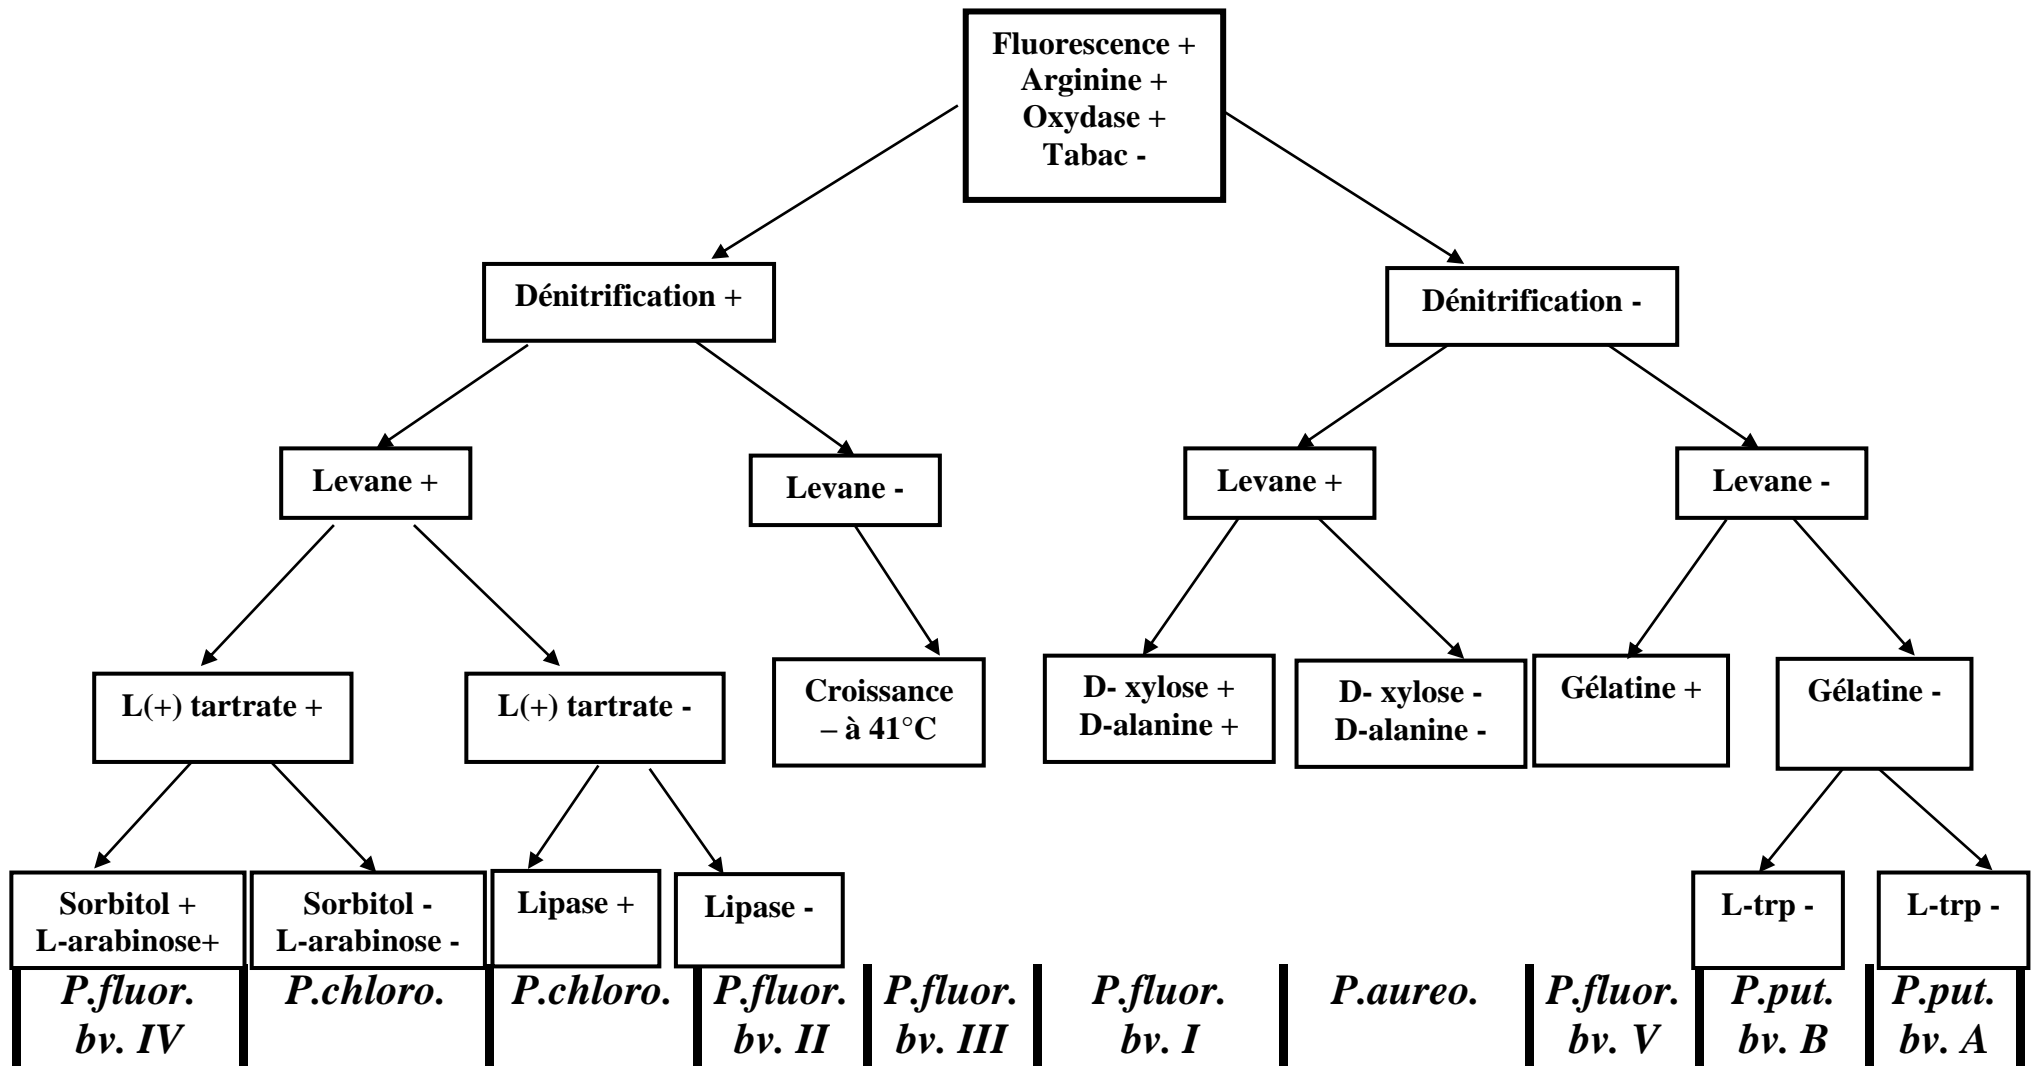 Fluorescence +
Arginine +
Oxydase +
Tabac -
Dénitrification +
Dénitrification -
Levane +
Levane -
Levane +
Levane -
L(+) tartrate +
L(+) tartrate -
Croissance
– à 41°C
D- xylose +
D-alanine +
D- xylose -
D-alanine -
Gélatine +
Gélatine -
Sorbitol +
L-arabinose+
Sorbitol -
L-arabinose -
Lipase +
Lipase -
L-trp -
L-trp -
P.fluor.
bv. IV
P.chloro.
P.chloro.
P.fluor.
bv. II
P.fluor.
bv. III
P.fluor.
bv. I
P.aureo.
P.fluor.
bv. V
P.put.
bv. B
P.put.
bv. A